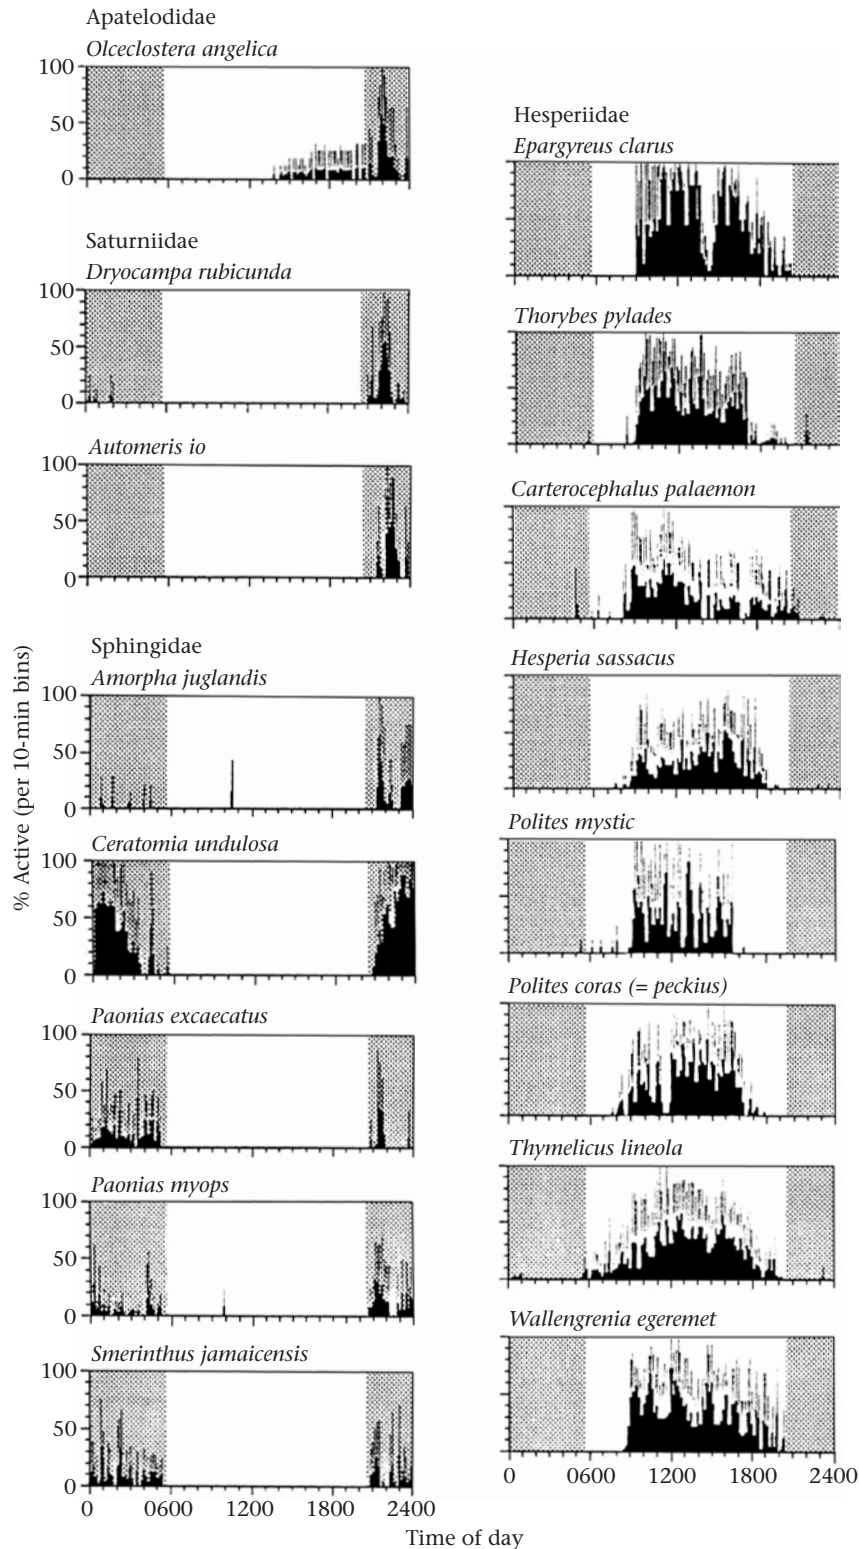 Apatelodidae
Olceclostera angelica
100
50
0
Saturniidae
Dryocampa rubicunda
100
50
0
Automeris io
100
50
0
Sphingidae
Amorpha juglandis
100
50
0
Ceratomia undulosa
100
50
0
Paonias excaecatus
100
50
0
Paonias myops
100
50
0
Smerinthus jamaicensis
100
50
0
0 0600 1200 1800 2400
% Active (per 10-min bins)
Hesperiidae
Epargyreus clarus
Thorybes pylades
Carterocephalus palaemon
Hesperia sassacus
Polites mystic
Polites coras (= peckius)
Thymelicus lineola
Wallengrenia egeremet
0 0600 1200 1800 2400
Time of day